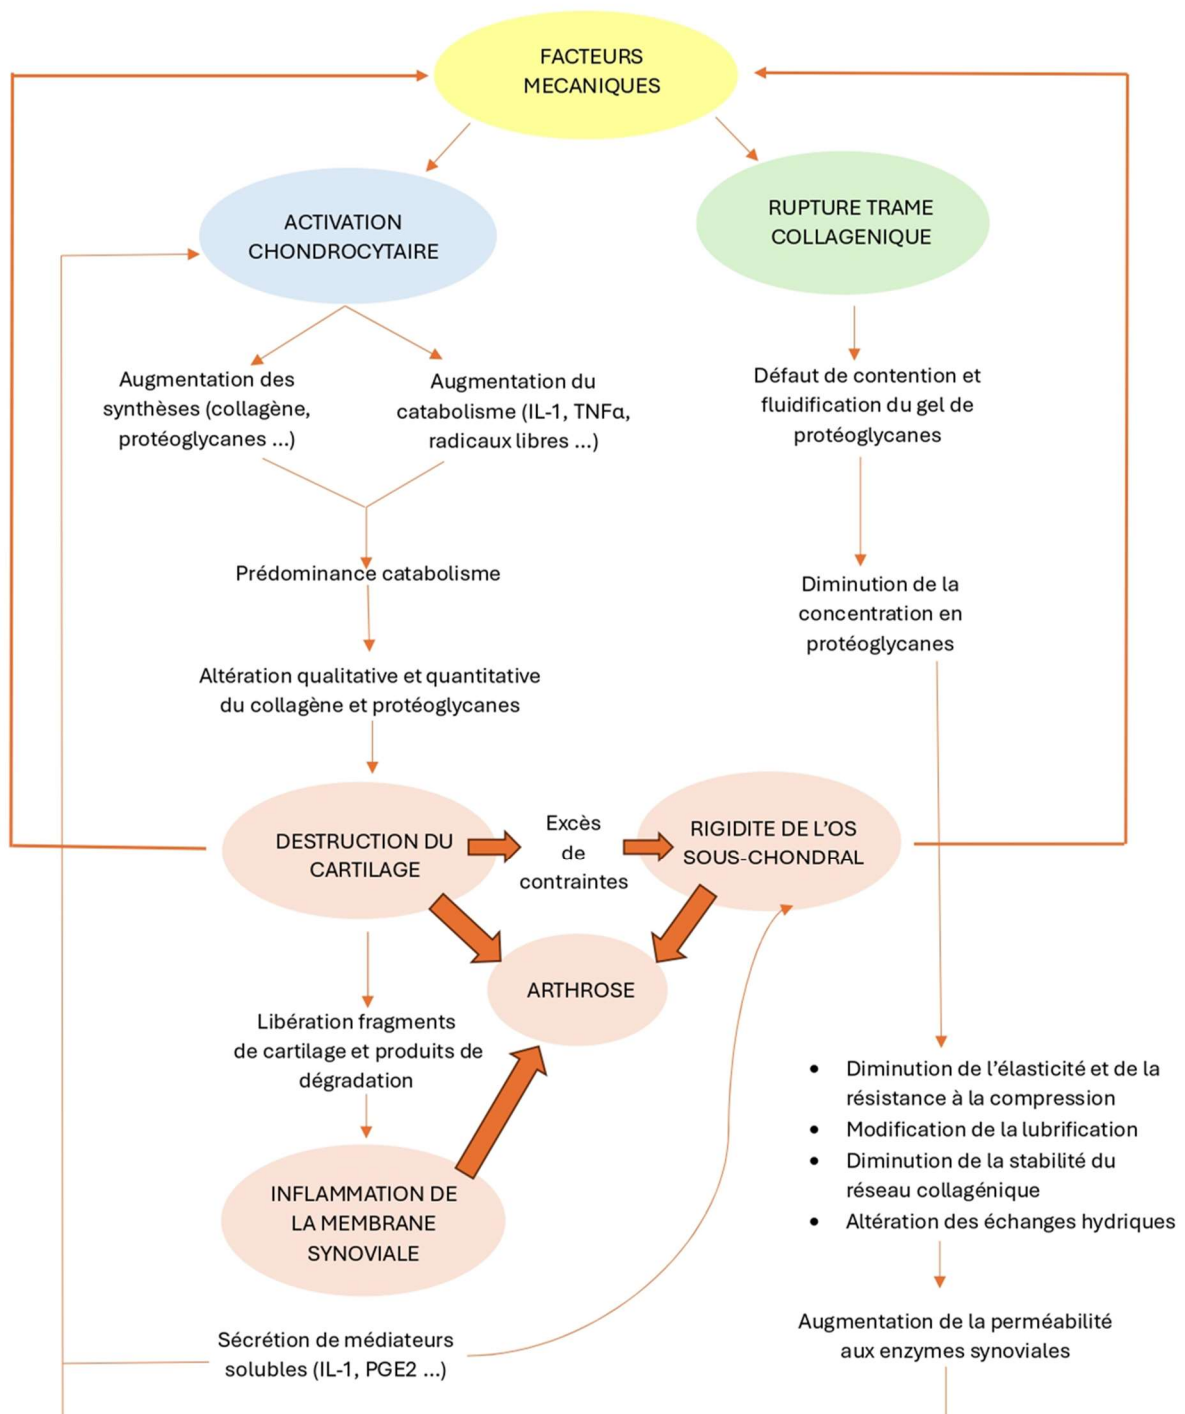 FACTEURS
MECANIQUES
ACTIVATION
CHONDROCYTAIRE
RUPTURE TRAME
COLLAGENIQUE
Augmentation des
synthèses (collagène,
protéoglycanes ...)
Augmentation du
catabolisme (IL-1, TNFα,
radicaux libres ...)
Défaut de contention et
fluidification du gel de
protéoglycanes
Prédominance catabolisme
Diminution de la
concentration en
protéoglycanes
Altération qualitative et quantitative
du collagène et protéoglycanes
DESTRUCTION DU
CARTILAGE
Excès
de
contraintes
RIGIDITE DE L'OS
SOUS-CHONDRAL
ARTHROSE
Libération fragments
de cartilage et produits de
dégradation
• Diminution de l'élasticité et de la
résistance à la compression
• Modification de la lubrification
• Diminution de la stabilité du
réseau collagénique
• Altération des échanges hydriques
INFLAMMATION DE
LA MEMBRANE
SYNOVIALE
Sécrétion de médiateurs
solubles (IL-1, PGE2 ...)
Augmentation de la perméabilité
aux enzymes synoviales